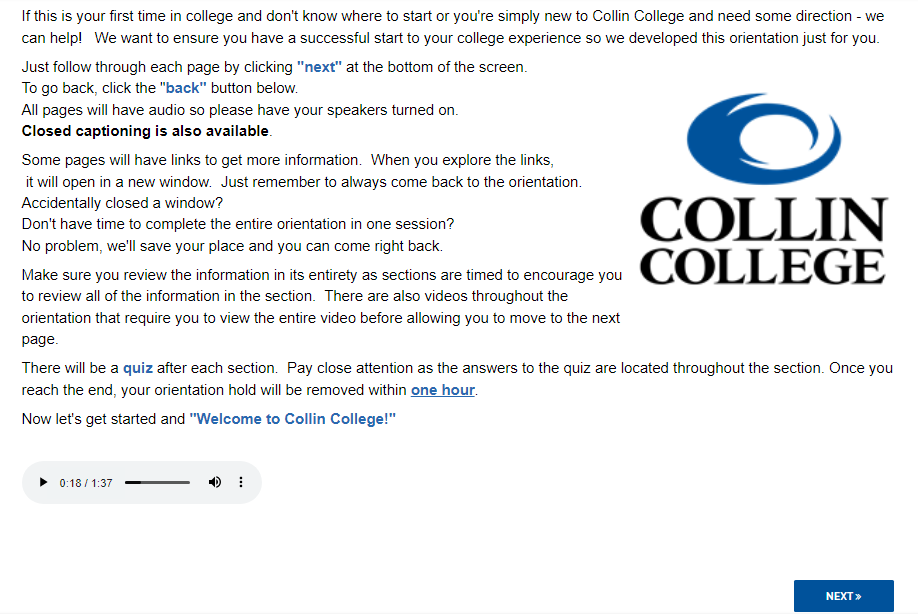 If this is your first time in college and don't know where to start or you're simply new to Collin College and need some direction - we
can help!   We want to ensure you have a successful start to your college experience so we developed this orientation just for you.
Just follow through each page by clicking "next" at the bottom of the screen.
To go back, click the "back" button below.
All pages will have audio so please have your speakers turned on.
Closed captioning is also available.
Some pages will have links to get more information.  When you explore the links,
it will open in a new window.  Just remember to always come back to the orientation.
Accidentally closed a window?
Don't have time to complete the entire orientation in one session?
No problem, we'll save your place and you can come right back.
COLLIN
COLLEGE
Make sure you review the information in its entirety as sections are timed to encourage you
to review all of the information in the section.  There are also videos throughout the
orientation that require you to view the entire video before allowing you to move to the next
page.
There will be a quiz after each section.  Pay close attention as the answers to the quiz are located throughout the section. Once you
reach the end, your orientation hold will be removed within one hour.
Now let's get started and "Welcome to Collin College!"
0:18 / 1:37
NEXT »